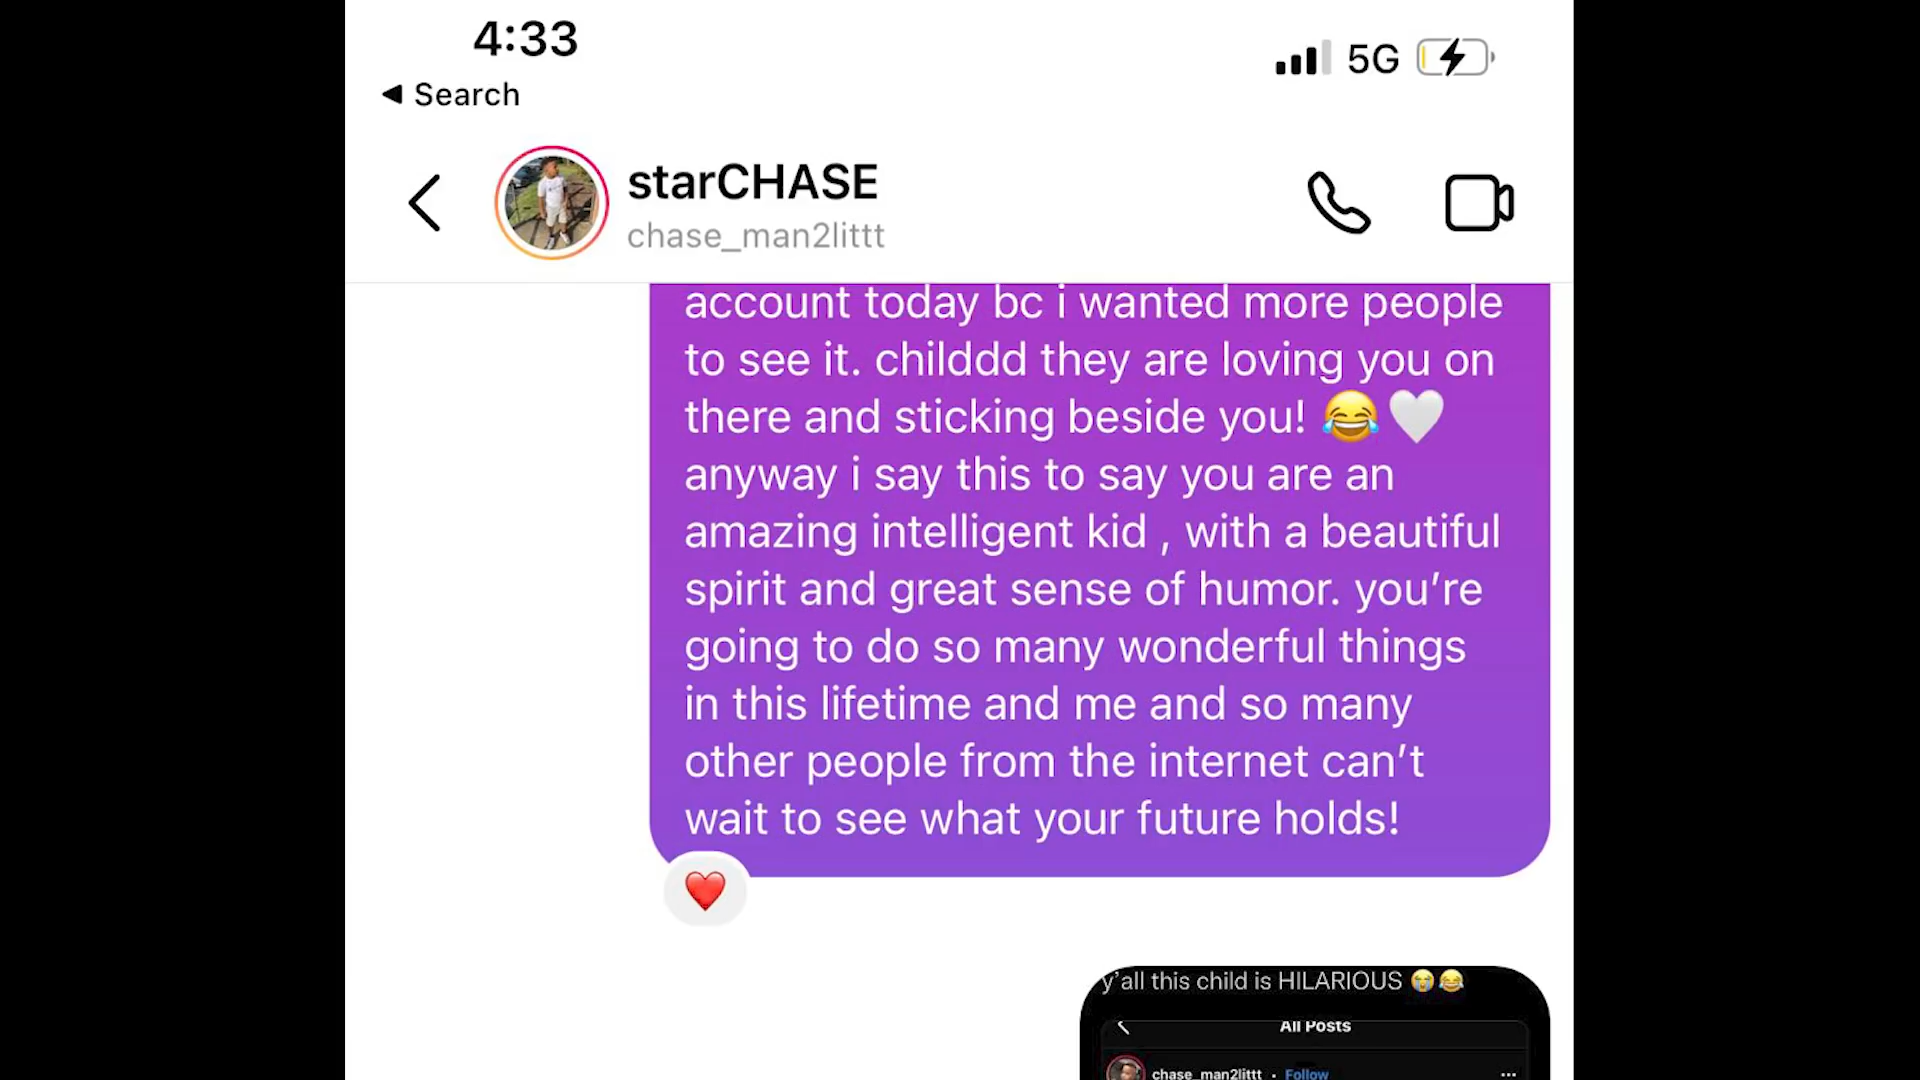 4:33
5G
◀ Search
starCHASE
chase_man2littt
account today bc i wanted more people
to see it. childdd they are loving you on
there and sticking beside you! 😂🤍
anyway i say this to say you are an
amazing intelligent kid , with a beautiful
spirit and great sense of humor. you’re
going to do so many wonderful things
in this lifetime and me and so many
other people from the internet can’t
wait to see what your future holds!
❤️
y’all this child is HILARIOUS 😭😂
All Posts
chase_man2littt · Follow ...